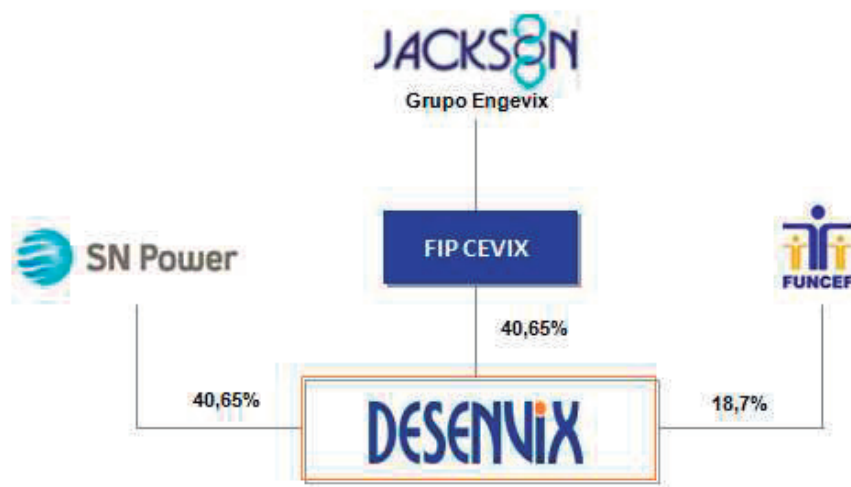 JACKSON
Grupo Engevix
SN Power
FIP CEVIX
FUNCEF
40,65%
40,65%
18,7%
DESENVIX